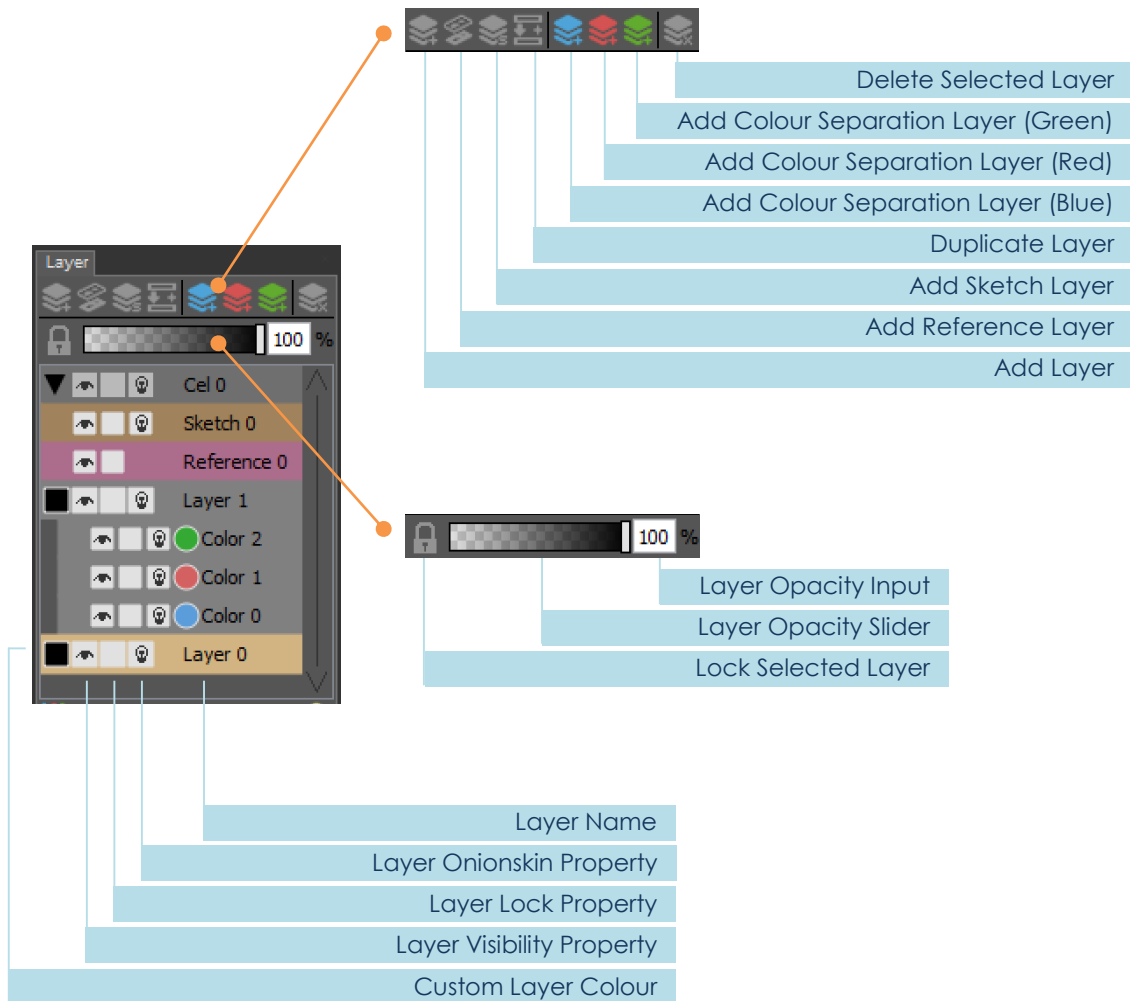 Delete Selected Layer
Add Colour Separation Layer (Green)
Add Colour Separation Layer (Red)
Add Colour Separation Layer (Blue)
Duplicate Layer
Add Sketch Layer
Add Reference Layer
Add Layer
Layer
100 %
Cel 0
Sketch 0
Reference 0
Layer 1
Color 2
Color 1
Color 0
Layer 0
100 %
Layer Opacity Input
Layer Opacity Slider
Lock Selected Layer
Layer Name
Layer Onionskin Property
Layer Lock Property
Layer Visibility Property
Custom Layer Colour